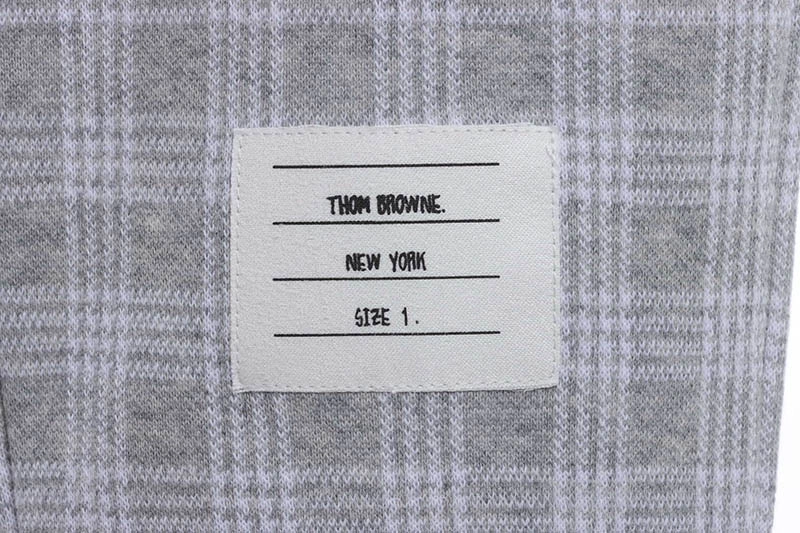 THOM BROWNE.
NEW YORK
SIZE 1.